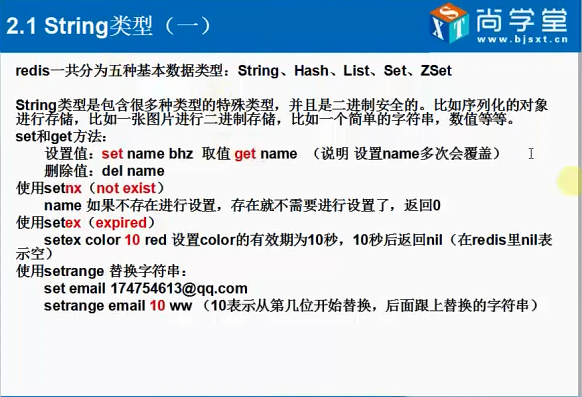 2.1 String类型（一）
尚学堂
www.bjsxt.com
redis一共分为五种基本数据类型：String、Hash、List、Set、ZSet
String类型是包含很多种类型的特殊类型，并且是二进制安全的。比如序列化的对象
进行存储，比如一张图片进行二进制存储，比如一个简单的字符串，数值等等。
set和get方法：
设置值：set name bhz 取值 get name （说明 设置name多次会覆盖）
删除值：del name
使用setnx（not exist）
name 如果不存在进行设置，存在就不需要进行设置了，返回0
使用setex（expired）
setex color 10 red 设置color的有效期为10秒，10秒后返回nil（在redis里nil表
示空）
使用setrange 替换字符串：
set email 174754613@qq.com
setrange email 10 ww （10表示从第几位开始替换，后面跟上替换的字符串）